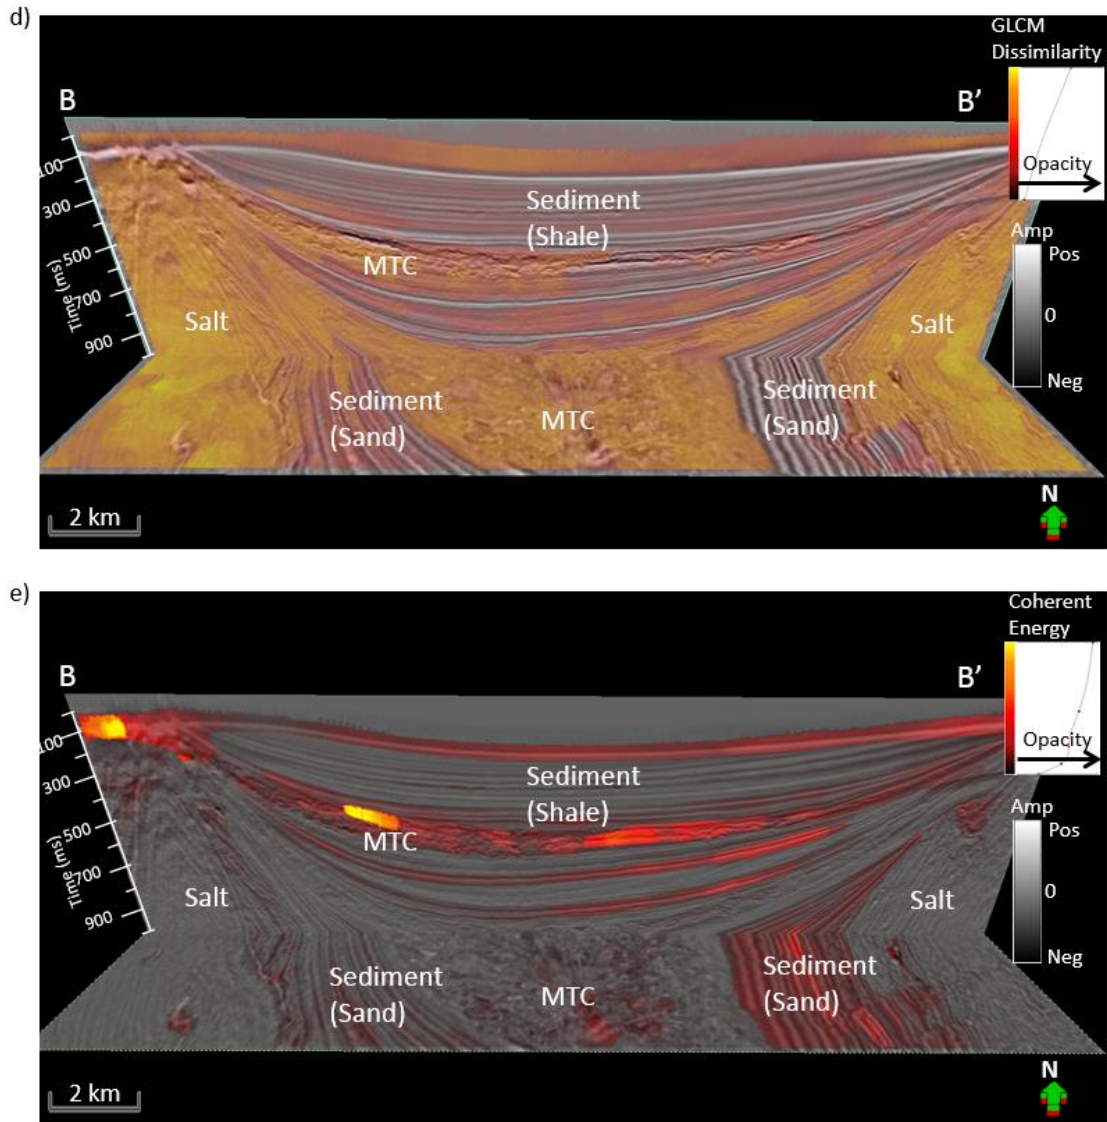 d)
GLCM
Dissimilarity
B
B'
Opacity
100
300
500
700
900
Time (ms)
Sediment
(Shale)
MTC
Amp
Pos
0
Neg
Salt
Salt
Sediment
(Sand)
MTC
Sediment
(Sand)
2 km
N
e)
Coherent
Energy
B
B'
Opacity
100
300
500
700
900
Time (ms)
Sediment
(Shale)
MTC
Amp
Pos
0
Neg
Salt
Salt
Sediment
(Sand)
MTC
Sediment
(Sand)
2 km
N